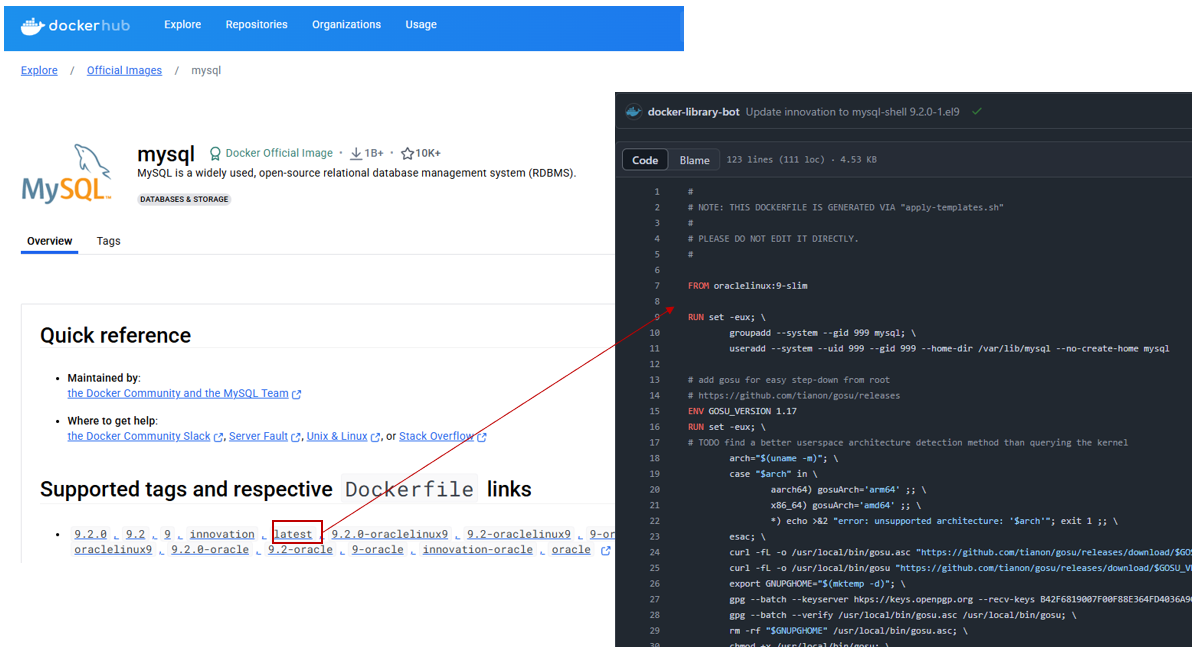 dockerhub Explore Repositories Organizations Usage
Explore / Official Images / mysql
MySQL™
mysql Docker Official Image · 1B+ · 10K+
MySQL is a widely used, open-source relational database management system (RDBMS).
DATABASES & STORAGE
Overview Tags
Quick reference
• Maintained by:
the Docker Community and the MySQL Team
• Where to get help:
the Docker Community Slack, Server Fault, Unix & Linux, or Stack Overflow
Supported tags and respective Dockerfile links
• 9.2.0, 9.2, 9, innovation, latest, 9.2.0-oraclelinux9, 9.2-oraclelinux9, 9-or
oraclelinux9, 9.2.0-oracle, 9.2-oracle, 9-oracle, innovation-oracle, oracle
docker-library-bot Update innovation to mysql-shell 9.2.0-1.el9
Code Blame 123 lines (111 loc) · 4.53 KB
1 #
2 # NOTE: THIS DOCKERFILE IS GENERATED VIA "apply-templates.sh"
3 #
4 # PLEASE DO NOT EDIT IT DIRECTLY.
5 #
6
7 FROM oraclelinux:9-slim
8
9 RUN set -eux; \
10 groupadd --system --gid 999 mysql; \
11 useradd --system --uid 999 --gid 999 --home-dir /var/lib/mysql --no-create-home mysql
12
13 # add gosu for easy step-down from root
14 # https://github.com/tianon/gosu/releases
15 ENV GOSU_VERSION 1.17
16 RUN set -eux; \
17 # TODO find a better userspace architecture detection method than querying the kernel
18 arch="$(uname -m)"; \
19 case "$arch" in \
20 aarch64) gosuArch='arm64' ;; \
21 x86_64) gosuArch='amd64' ;; \
22 *) echo >&2 "error: unsupported architecture: '$arch'"; exit 1 ;; \
23 esac; \
24 curl -fL -o /usr/local/bin/gosu.asc "https://github.com/tianon/gosu/releases/download/$GOS
25 curl -fL -o /usr/local/bin/gosu "https://github.com/tianon/gosu/releases/download/$GOSU_V
26 export GNUPGHOME="$(mktemp -d)"; \
27 gpg --batch --keyserver hkps://keys.openpgp.org --recv-keys B42F6819007F00F88E364FD4036A9
28 gpg --batch --verify /usr/local/bin/gosu.asc /usr/local/bin/gosu; \
29 rm -rf "$GNUPGHOME" /usr/local/bin/gosu.asc; \
30 chmod +x /usr/local/bin/gosu; \